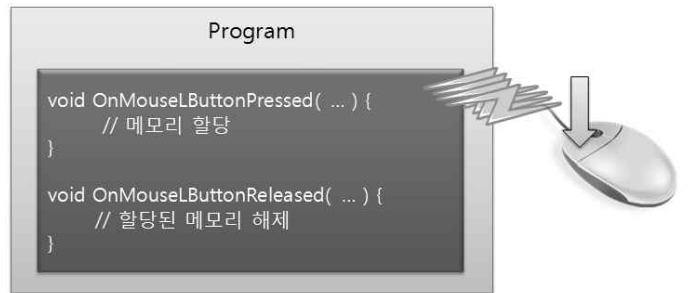 Program
void OnMouseLButtonPressed( ... ) {
// 메모리 할당
}
void OnMouseLButtonReleased( ... ) {
// 할당된 메모리 해제
}